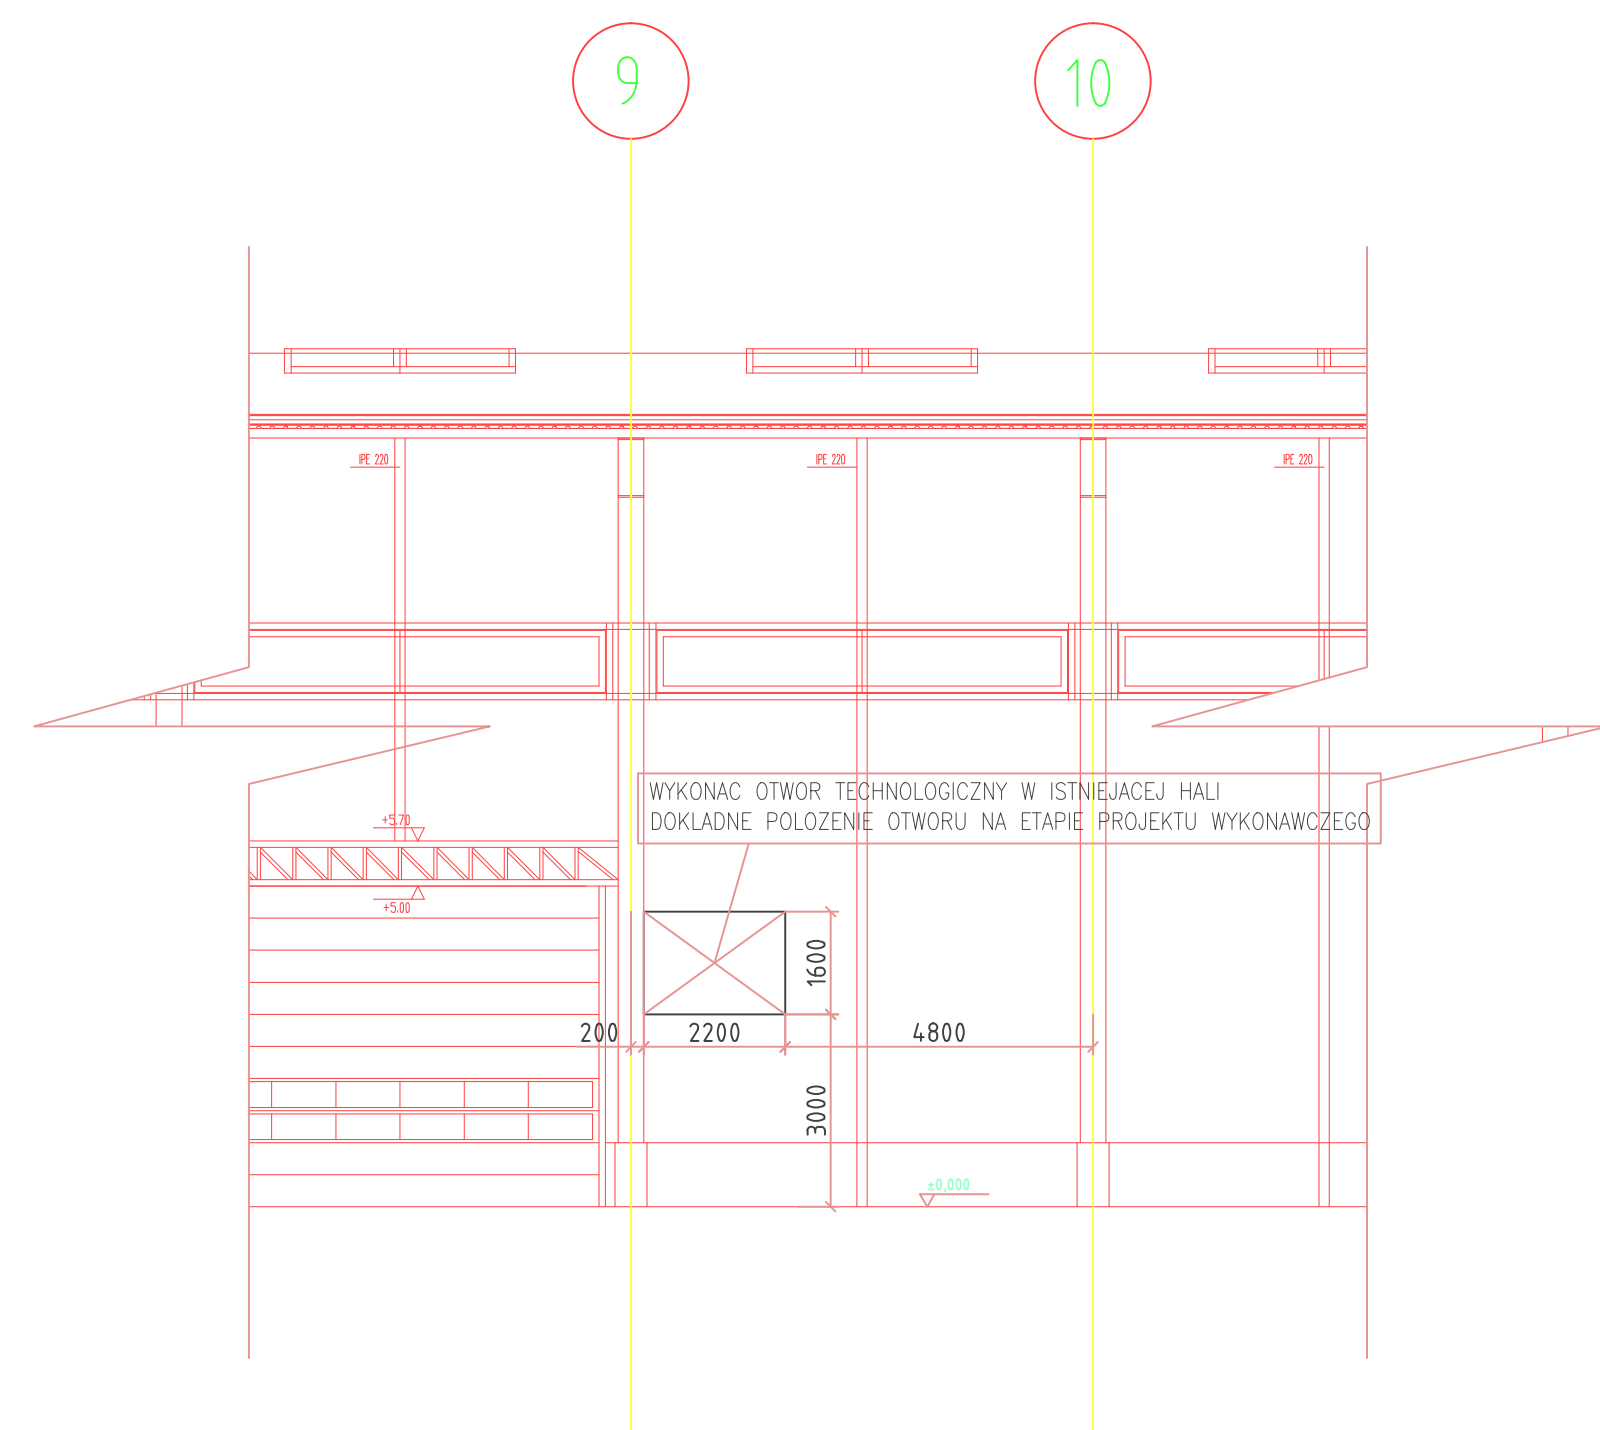 9
10
IPE 220
IPE 220
IPE 220
WYKONAC OTWOR TECHNOLOGICZNY W ISTNIEJACEJ HALI
DOKLADNE POLOZENIE OTWORU NA ETAPIE PROJEKTU WYKONAWCZEGO
+5.70
+5.00
1600
200
2200
4800
3000
±0,000